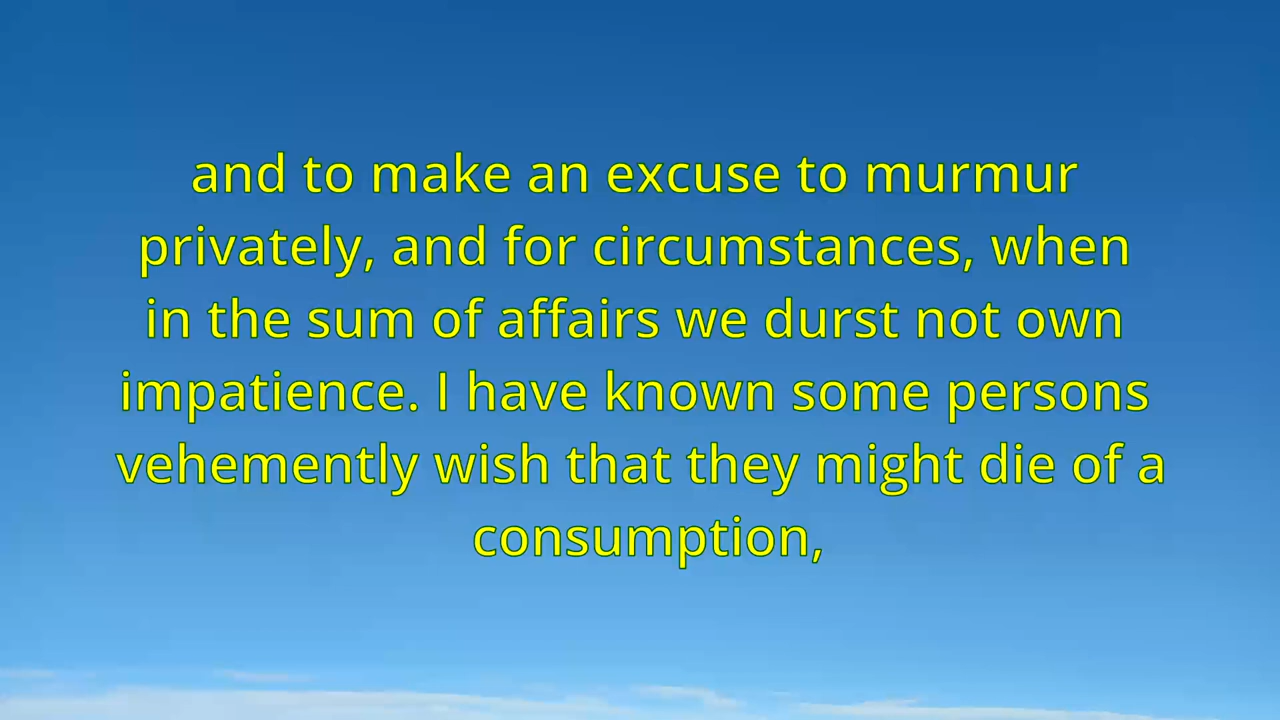 and to make an excuse to murmur
privately, and for circumstances, when
in the sum of affairs we durst not own
impatience. I have known some persons
vehemently wish that they might die of a
consumption,